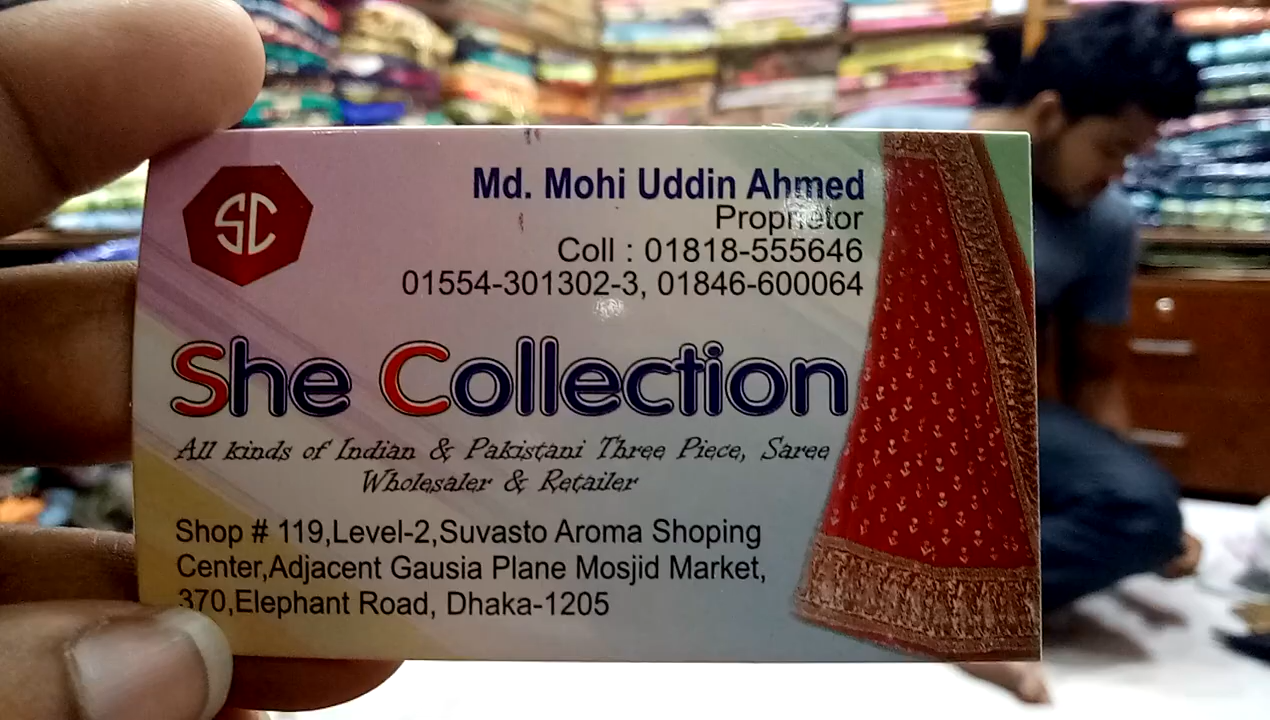 SC
Md. Mohi Uddin Ahmed
Proprietor
Coll : 01818-555646
01554-301302-3, 01846-600064
She Collection
All kinds of Indian & Pakistani Three Piece, Saree
Wholesaler & Retailer
Shop # 119,Level-2,Suvasto Aroma Shoping
Center,Adjacent Gausia Plane Mosjid Market,
370,Elephant Road, Dhaka-1205